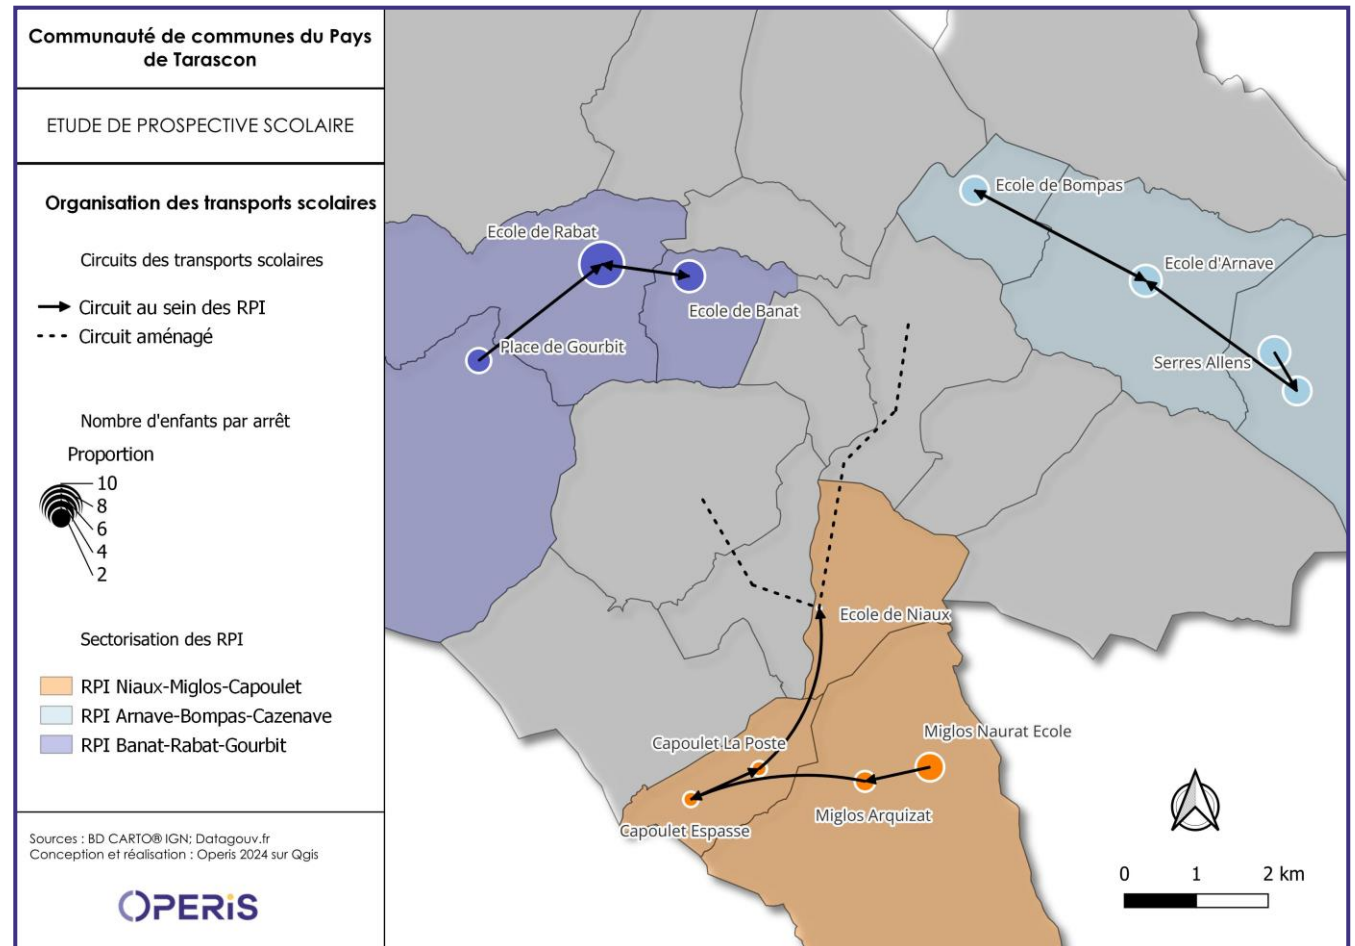 Communauté de communes du Pays
de Tarascon
ETUDE DE PROSPECTIVE SCOLAIRE
Organisation des transports scolaires
Circuits des transports scolaires
Circuit au sein des RPI
Circuit aménagé
Nombre d'enfants par arrêt
Proportion
10
8
6
4
2
Sectorisation des RPI
RPI Niaux-Miglos-Capoulet
RPI Arnave-Bompas-Cazenave
RPI Banat-Rabat-Gourbit
Sources : BD CARTO® IGN; Datagouv.fr
Conception et réalisation : Operis 2024 sur Qgis
OPERiS
Ecole de Bompas
Ecole de Rabat
Ecole d'Arnave
Ecole de Banat
Place de Gourbit
Serres Allens
Ecole de Niaux
Miglos Naurat Ecole
Capoulet La Poste
Miglos Arquizat
Capoulet Espasse
0 1 2 km